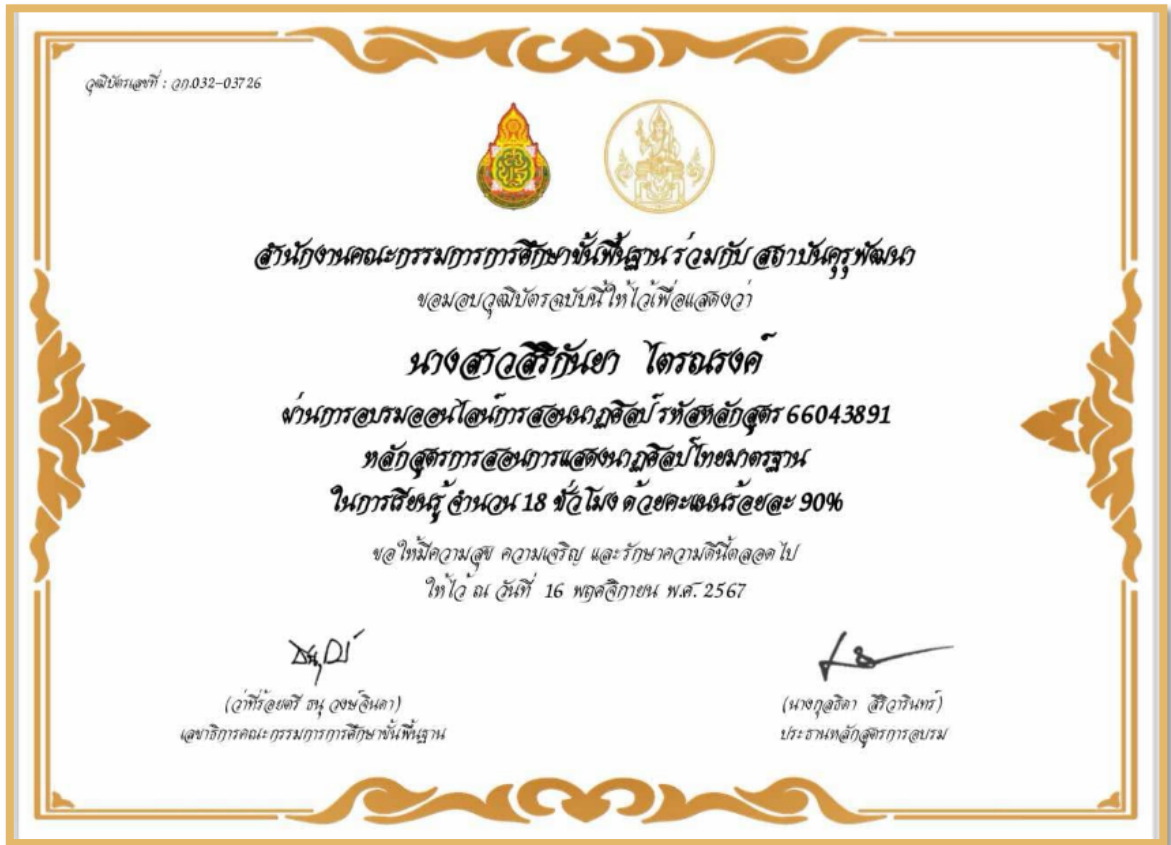 วุฒิบัตรเลขที่ : วก.032-03726
สำนักงานคณะกรรมการการศึกษาขั้นพื้นฐาน ร่วมกับ สถาบันคุรุพัฒนา
ขอมอบวุฒิบัตรฉบับนี้ให้ไว้เพื่อแสดงว่า
นางสาวสิริกันยา ไตรณรงค์
ผ่านการอบรมออนไลน์การสอนนาฏศิลป์ รหัสหลักสูตร 66043891
หลักสูตรการสอนการแสดงนาฏศิลป์ไทยมาตรฐาน
ในการเรียนรู้ จำนวน 18 ชั่วโมง ด้วยคะแนนร้อยละ 90%
ขอให้มีความสุข ความเจริญ และรักษาความดีนี้ตลอดไป
ให้ไว้ ณ วันที่ 16 พฤศจิกายน พ.ศ. 2567
(ว่าที่ร้อยตรี ธนุ วงษ์จินดา)
เลขาธิการคณะกรรมการการศึกษาขั้นพื้นฐาน
(นางกุลธิดา สิริวารินทร์)
ประธานหลักสูตรการอบรม